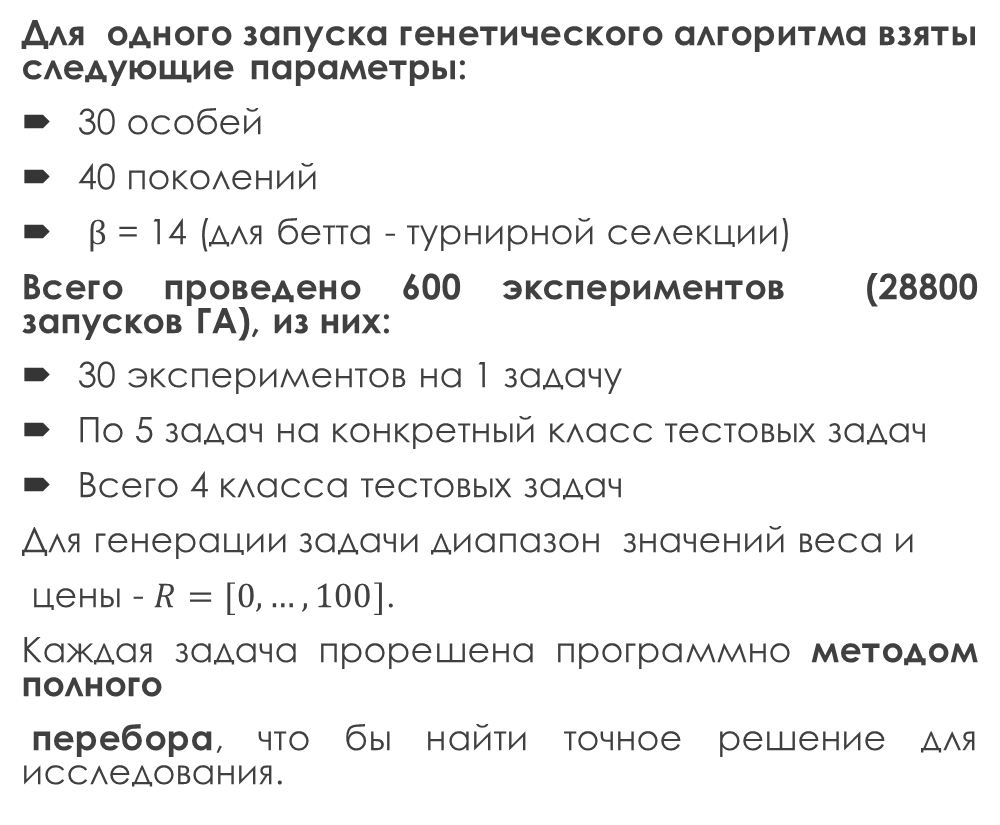 Для одного запуска генетического алгоритма взяты
следующие параметры:
30 особей
40 поколений
β = 14 (для бетта - турнирной селекции)
Всего проведено 600 экспериментов (28800
запусков ГА), из них:
30 экспериментов на 1 задачу
По 5 задач на конкретный класс тестовых задач
Всего 4 класса тестовых задач
Для генерации задачи диапазон значений веса и
цены - R = [0, … , 100].
Каждая задача прорешена программно методом
полного
перебора, что бы найти точное решение для
исследования.